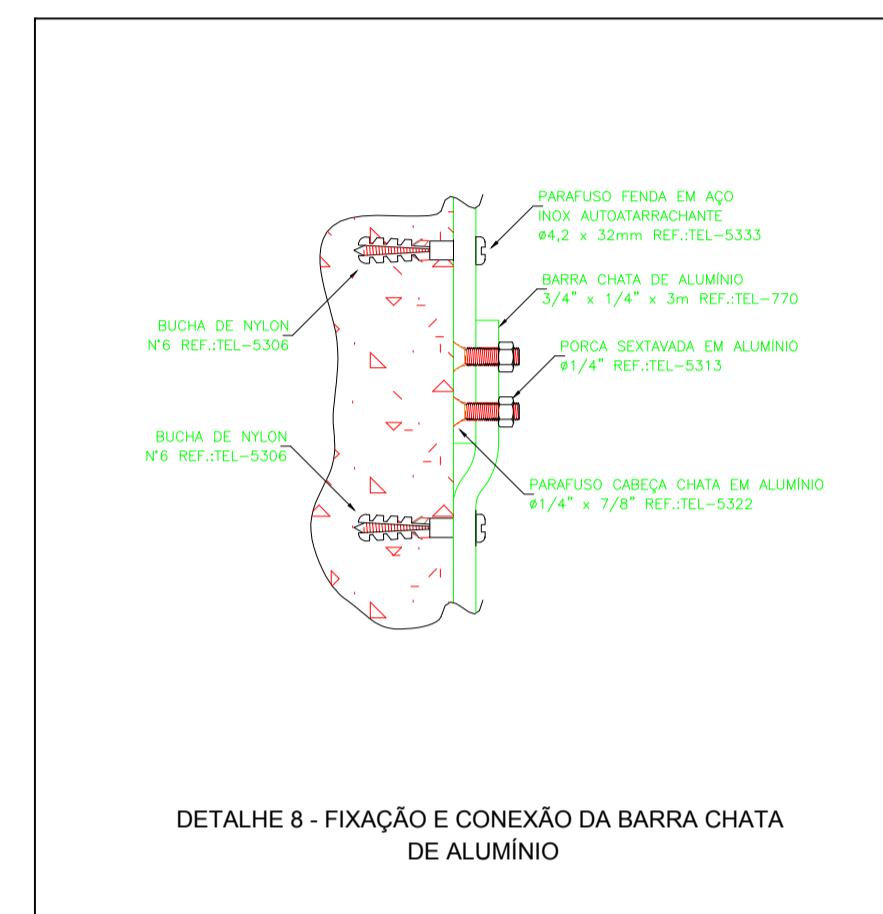 PARAFUSO FENDA EM AÇO
INOX AUTOATARRACHANTE
ø4,2 x 32mm REF.:TEL-5333
BARRA CHATA DE ALUMÍNIO
3/4" x 1/4" x 3m REF.:TEL-770
BUCHA DE NYLON
N°6 REF.:TEL-5306
PORCA SEXTAVADA EM ALUMÍNIO
ø1/4" REF.:TEL-5313
BUCHA DE NYLON
N°6 REF.:TEL-5306
PARAFUSO CABEÇA CHATA EM ALUMÍNIO
ø1/4" x 7/8" REF.:TEL-5322
DETALHE 8 - FIXAÇÃO E CONEXÃO DA BARRA CHATA
DE ALUMÍNIO